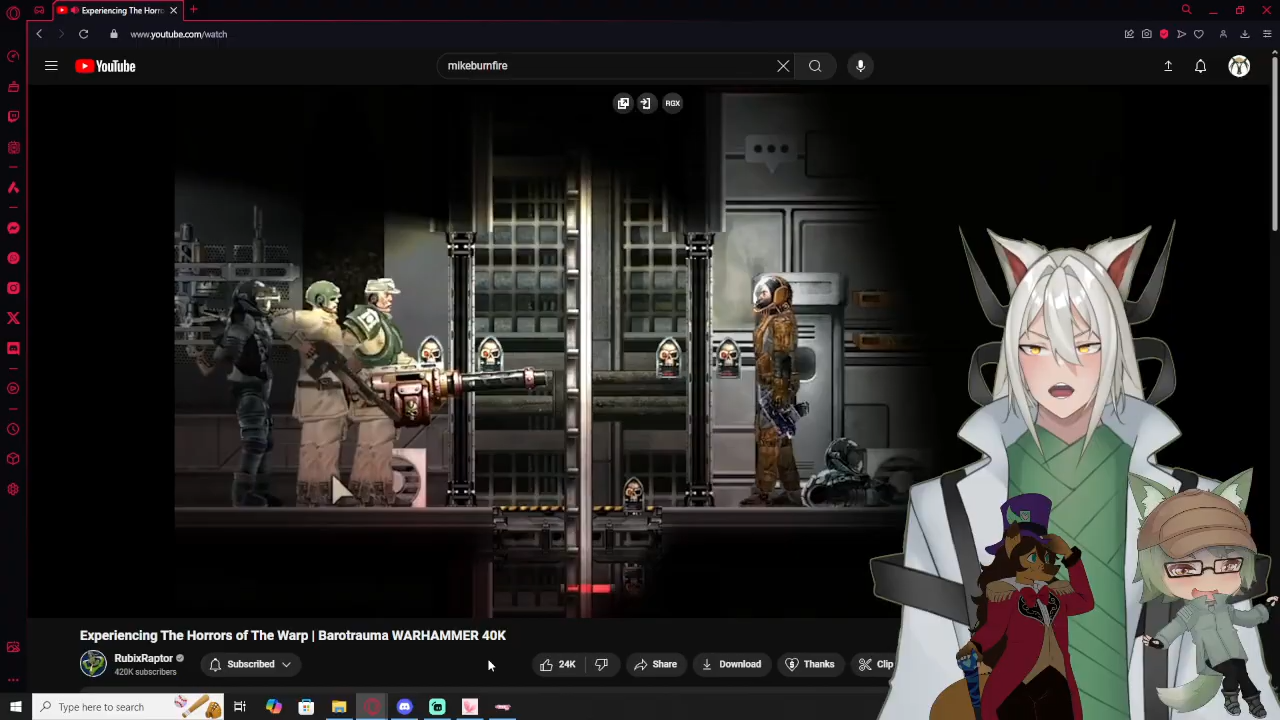 Experiencing The Horro
www.youtube.com/watch
YouTube
mikeburnfire
RGX
Experiencing The Horrors of The Warp | Barotrauma WARHAMMER 40K
RubixRaptor
420K subscribers
Subscribed
24K
Share
Download
Thanks
Clip
Type here to search